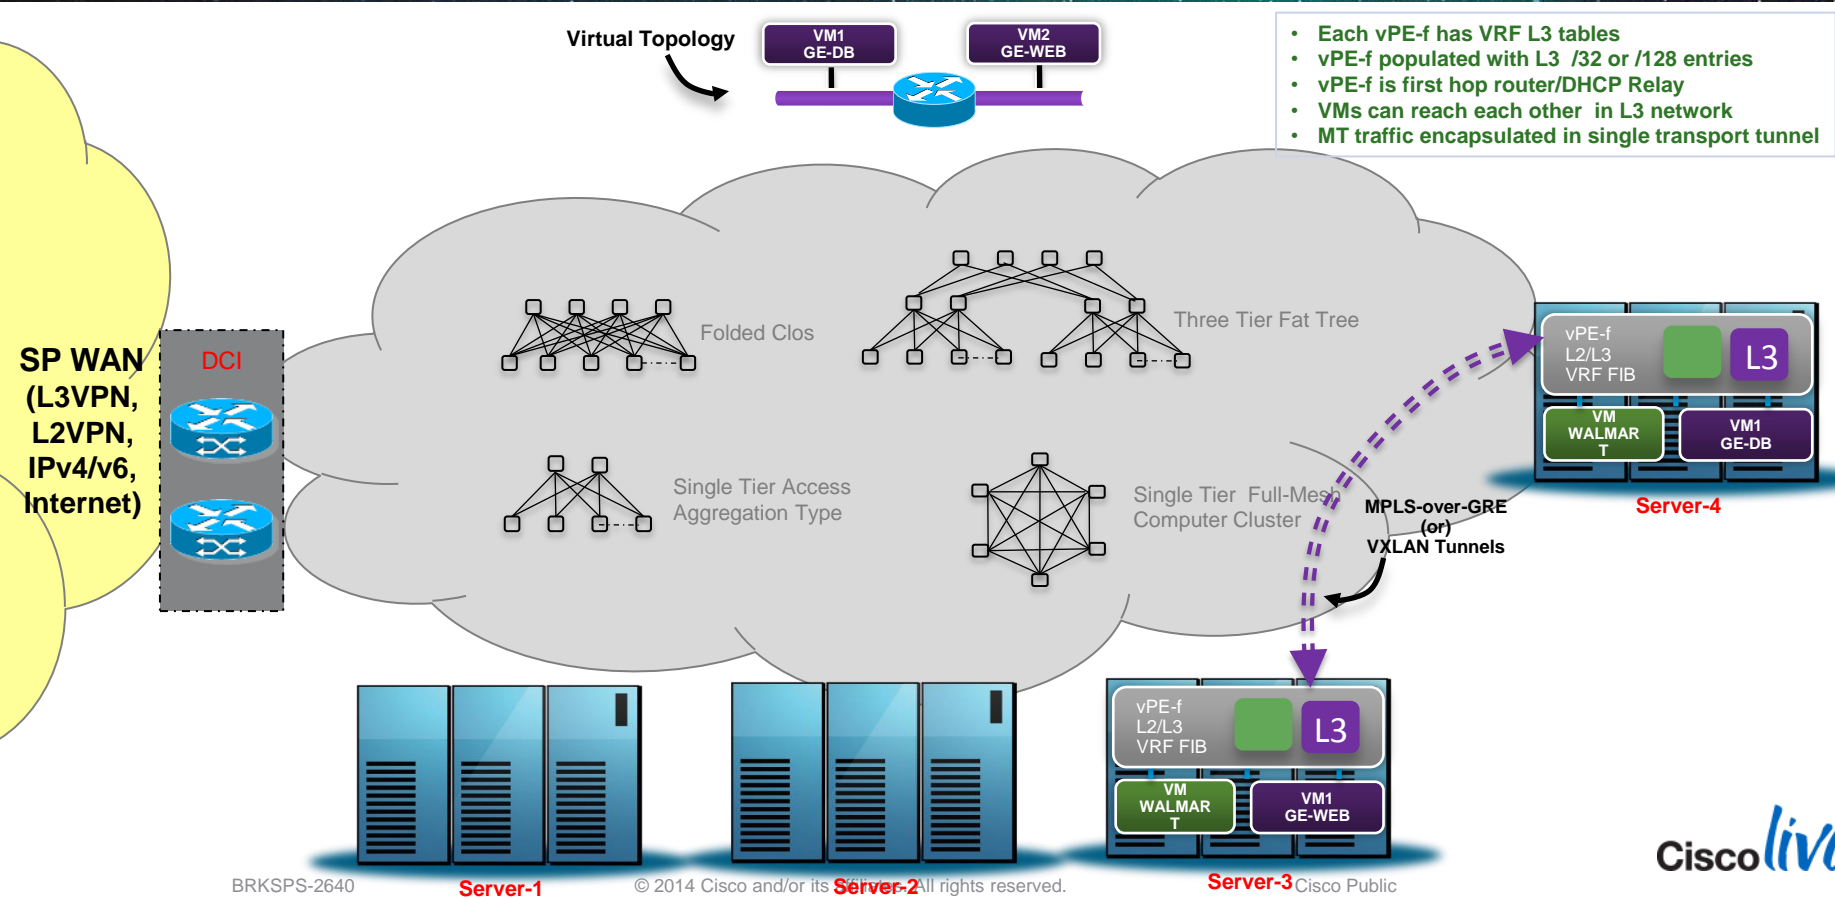 Virtual Topology
VM1
GE-DB
VM2
GE-WEB
• Each vPE-f has VRF L3 tables
• vPE-f populated with L3 /32 or /128 entries
• vPE-f is first hop router/DHCP Relay
• VMs can reach each other in L3 network
• MT traffic encapsulated in single transport tunnel
SP WAN
(L3VPN,
L2VPN,
IPv4/v6,
Internet)
DCI
Folded Clos
Three Tier Fat Tree
Single Tier Access
Aggregation Type
Single Tier Full-Mesh
Computer Cluster
MPLS-over-GRE
(or)
VXLAN Tunnels
vPE-f
L2/L3
VRF FIB
L3
VM
WALMAR
T
VM1
GE-DB
Server-4
vPE-f
L2/L3
VRF FIB
L3
VM
WALMAR
T
VM1
GE-WEB
Server-1
Server-2
Server-3
BRKSPS-2640
© 2014 Cisco and/or its affiliates. All rights reserved.
Cisco Public
Cisco live